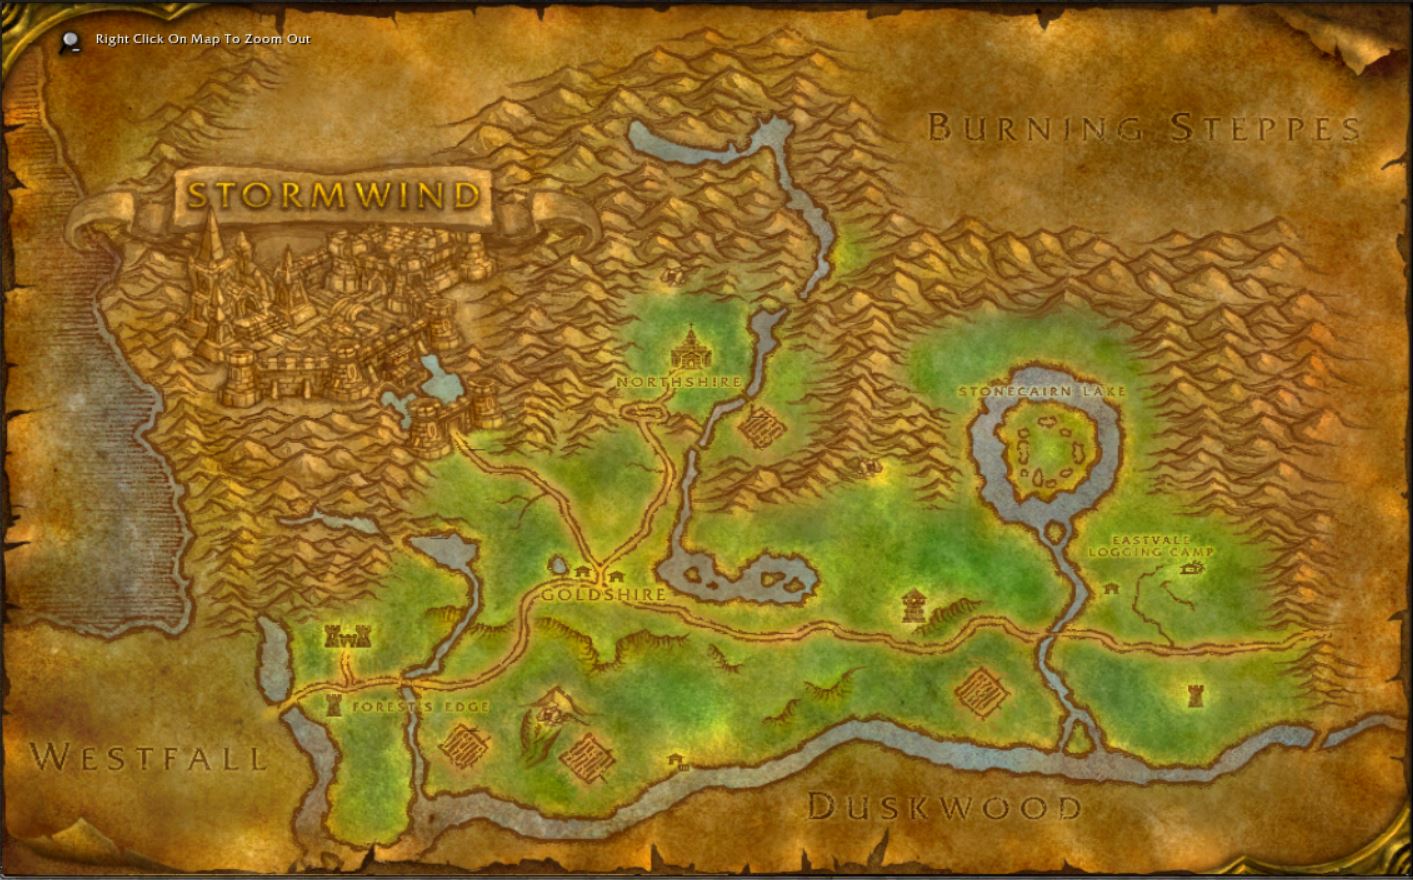 Right Click On Map To Zoom Out
BURNING STEPPES
STORMWIND
NORTHSHIRE
STONECAIRN LAKE
EASTVALE
LOGGING CAMP
GOLDSHIRE
FOREST'S EDGE
WESTFALL
DUSKWOOD